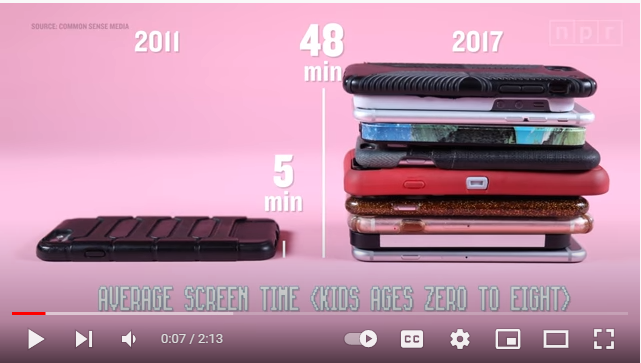 SOURCE: COMMON SENSE MEDIA
npr
2011
48
min
2017
5
min
AVERAGE SCREEN TIME <KIDS AGES ZERO TO EIGHT>
0:07 / 2:13
CC